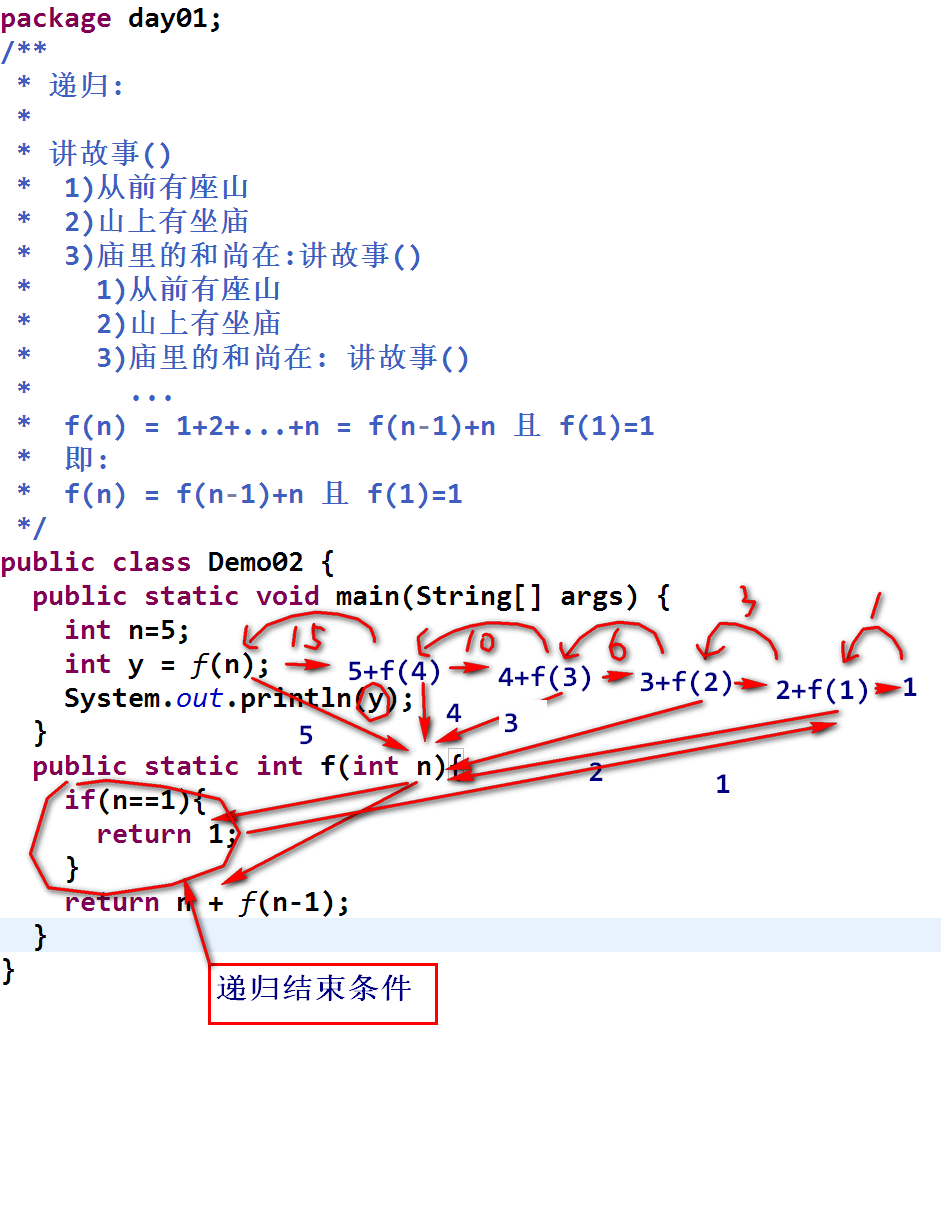 package day01;
/**
 * 递归:
 *
 * 讲故事()
 *  1)从前有座山
 *  2)山上有坐庙
 *  3)庙里的和尚在:讲故事()
 *    1)从前有座山
 *    2)山上有坐庙
 *    3)庙里的和尚在: 讲故事()
 *      ...
 *  f(n) = 1+2+...+n = f(n-1)+n 且 f(1)=1
 *  即:
 *  f(n) = f(n-1)+n 且 f(1)=1
 */
public class Demo02 {
  public static void main(String[] args) {
3 1
    int n=5; 15 10 6
    int y = f(n); 5+f(4) 4+f(3) 3+f(2) 2+f(1) 1
    System.out.println(y); 4 3
  } 5
  public static int f(int n){ 2 1
    if(n==1){
      return 1;
    }
    return n + f(n-1);
  }
}
递归结束条件